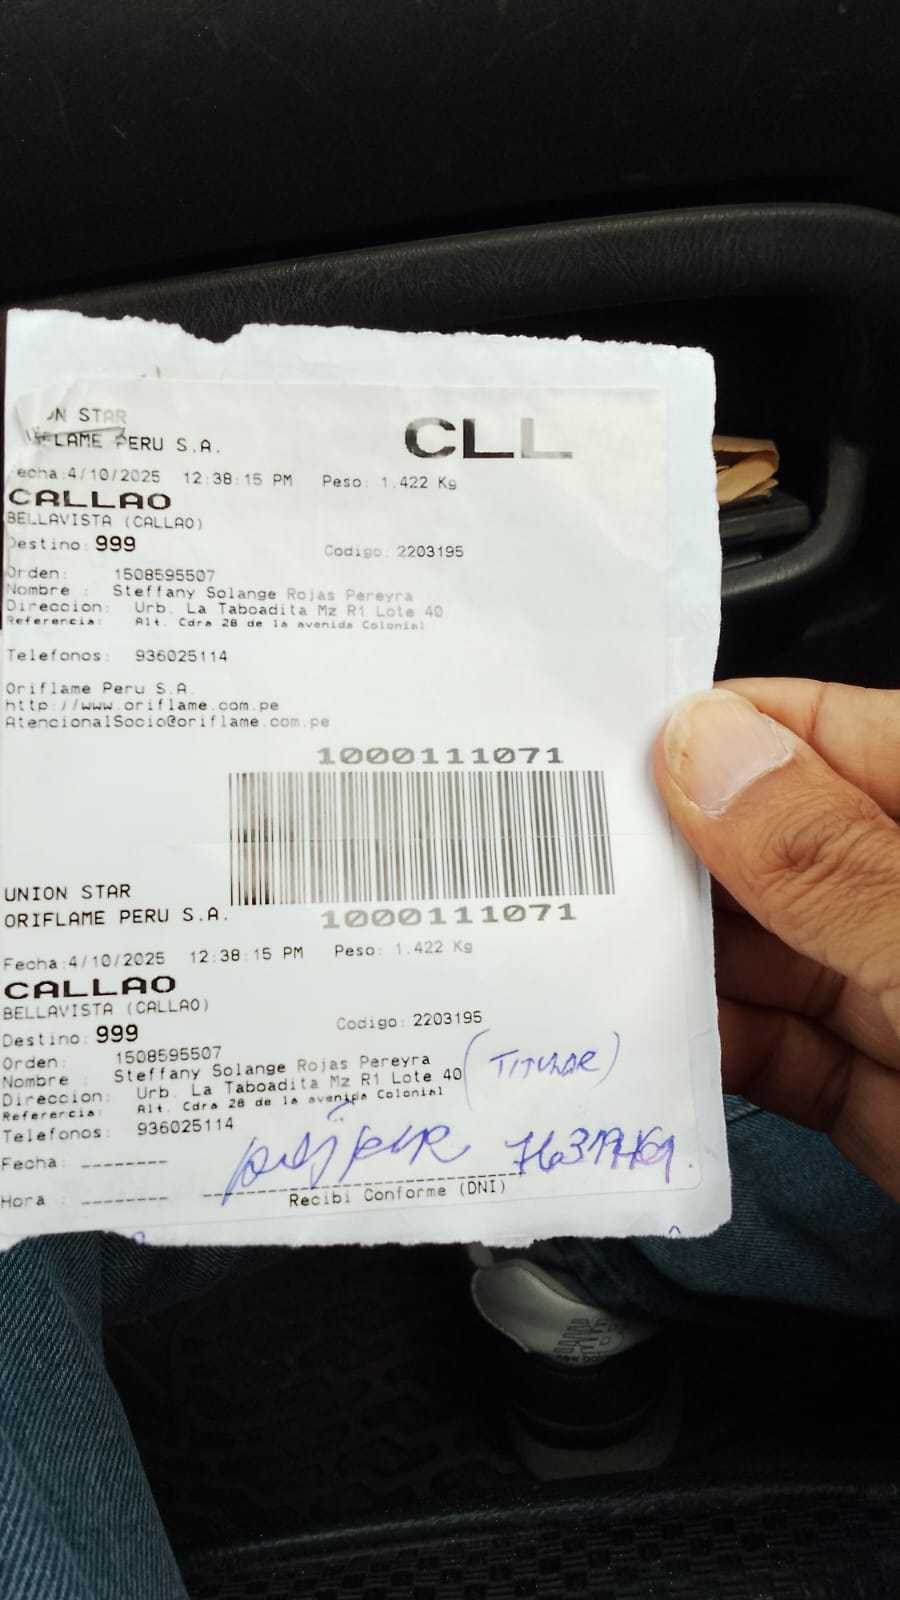 ON STAR
FLAME PERU S.A.
CLL
Fecha:4/10/2025 12:38:15 PM Peso: 1.422 Kg
CALLAO
BELLAVISTA (CALLAO)
Destino: 999
Codigo: 2203195
Orden: 1508595507
Nombre : Steffany Solange Rojas Pereyra
Direccion: Urb. La Taboadita Mz R1 Lote 40
Referencia: Alt. Cdra 28 de la avenida Colonial
Telefonos: 936025114
Oriflame Peru S.A.
http://www.oriflame.com.pe
AtencionalSocio@oriflame.com.pe
1000111071
UNION STAR
ORIFLAME PERU S.A.
1000111071
Fecha:4/10/2025 12:38:15 PM Peso: 1.422 Kg
CALLAO
BELLAVISTA (CALLAO)
Destino: 999
Codigo: 2203195
Orden: 1508595507
Nombre : Steffany Solange Rojas Pereyra
Direccion: Urb. La Taboadita Mz R1 Lote 40
(TITULAR)
Referencia: Alt. Cdra 28 de la avenida Colonial
Telefonos: 936025114
Fecha: --------
Hora : --------
Recibi Conforme (DNI)